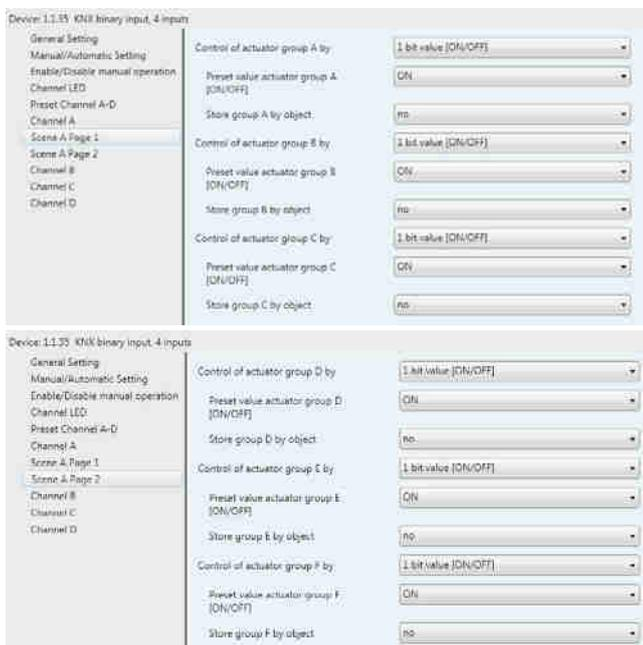 Device: 1.1.35 KNX binary input, 4 inputs
General Setting
Manual/Automatic Setting
Enable/Disable manual operation
Channel LED
Preset Channel A-D
Channel A
Scene A Page 1
Scene A Page 2
Channel B
Channel C
Channel D
Control of actuator group A by
1 bit value [ON/OFF]
Preset value actuator group A
[ON/OFF]
ON
Store group A by object
no
Control of actuator group B by
1 bit value [ON/OFF]
Preset value actuator group B
[ON/OFF]
ON
Store group B by object
no
Control of actuator group C by
1 bit value [ON/OFF]
Preset value actuator group C
[ON/OFF]
ON
Store group C by object
no
Device: 1.1.35 KNX binary input, 4 inputs
General Setting
Manual/Automatic Setting
Enable/Disable manual operation
Channel LED
Preset Channel A-D
Channel A
Scene A Page 1
Scene A Page 2
Channel B
Channel C
Channel D
Control of actuator group D by
1 bit value [ON/OFF]
Preset value actuator group D
[ON/OFF]
ON
Store group D by object
no
Control of actuator group E by
1 bit value [ON/OFF]
Preset value actuator group E
[ON/OFF]
ON
Store group E by object
no
Control of actuator group F by
1 bit value [ON/OFF]
Preset value actuator group F
[ON/OFF]
ON
Store group F by object
no